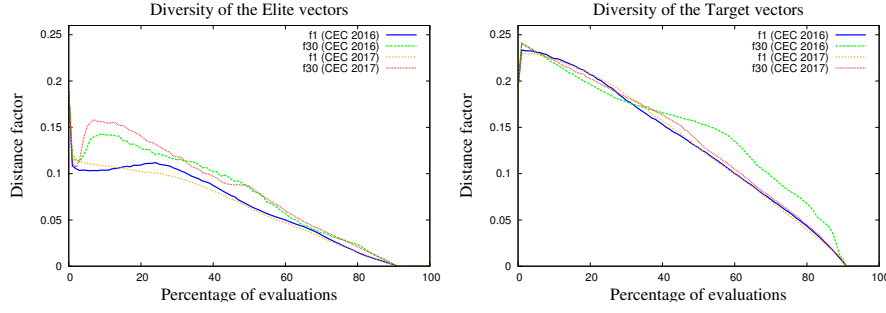 Diversity of the Elite vectors
f1 (CEC 2016)
f30 (CEC 2016)
f1 (CEC 2017)
f30 (CEC 2017)
Distance factor
0.25
0.2
0.15
0.1
0.05
0
0
20
40
60
80
100
Percentage of evaluations
Diversity of the Target vectors
f1 (CEC 2016)
f30 (CEC 2016)
f1 (CEC 2017)
f30 (CEC 2017)
Distance factor
0.25
0.2
0.15
0.1
0.05
0
0
20
40
60
80
100
Percentage of evaluations